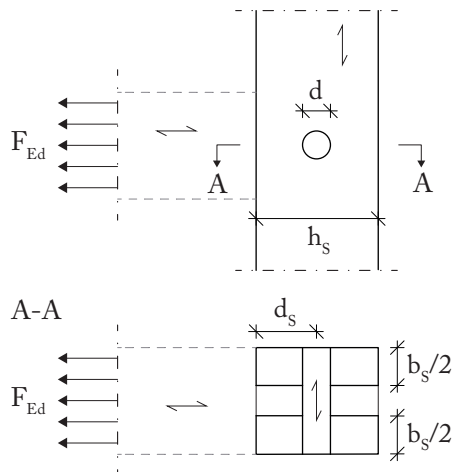 d
F_Ed
A A
h_S
A-A
d_S
b_S/2
F_Ed
b_S/2